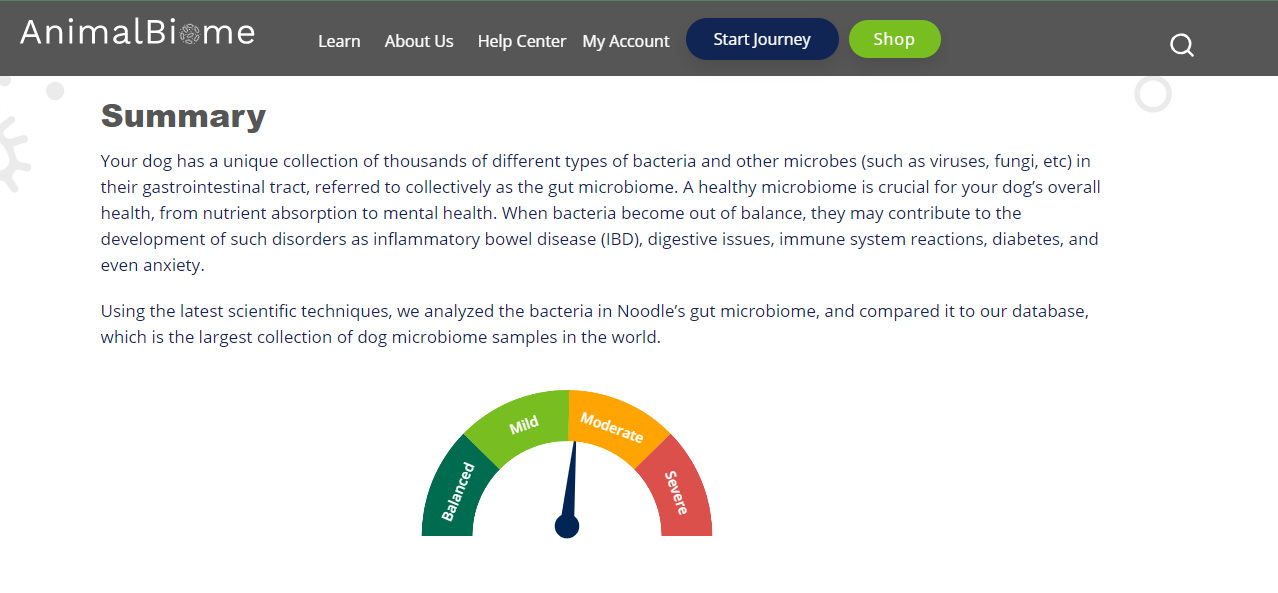 AnimalBiome
Learn About Us Help Center My Account Start Journey Shop
Summary
Your dog has a unique collection of thousands of different types of bacteria and other microbes (such as viruses, fungi, etc) in
their gastrointestinal tract, referred to collectively as the gut microbiome. A healthy microbiome is crucial for your dog’s overall
health, from nutrient absorption to mental health. When bacteria become out of balance, they may contribute to the
development of such disorders as inflammatory bowel disease (IBD), digestive issues, immune system reactions, diabetes, and
even anxiety.
Using the latest scientific techniques, we analyzed the bacteria in Noodle’s gut microbiome, and compared it to our database,
which is the largest collection of dog microbiome samples in the world.
Balanced
Mild
Moderate
Severe